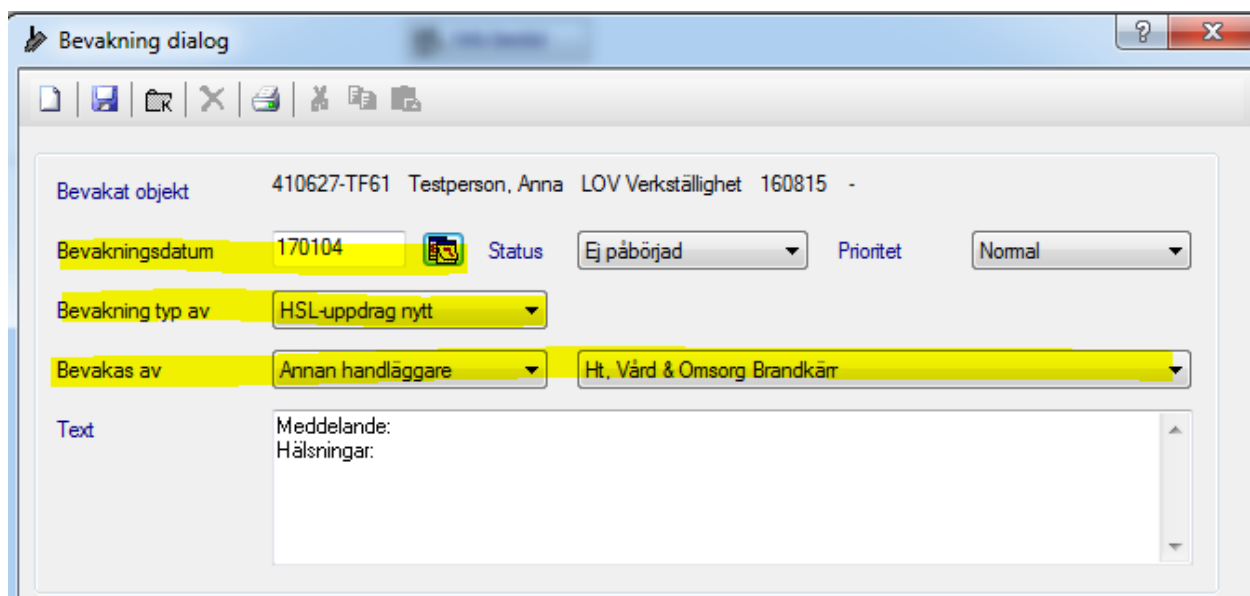 Bevakning dialog
Bevakat objekt 410627-TF61 Testperson, Anna LOV Verkställighet 160815 -
Bevakningsdatum 170104 Status Ej påbörjad Prioritet Normal
Bevakning typ av HSL-uppdrag nytt
Bevakas av Annan handläggare Ht, Vård & Omsorg Brandkärr
Text Meddelande:
Hälsningar: